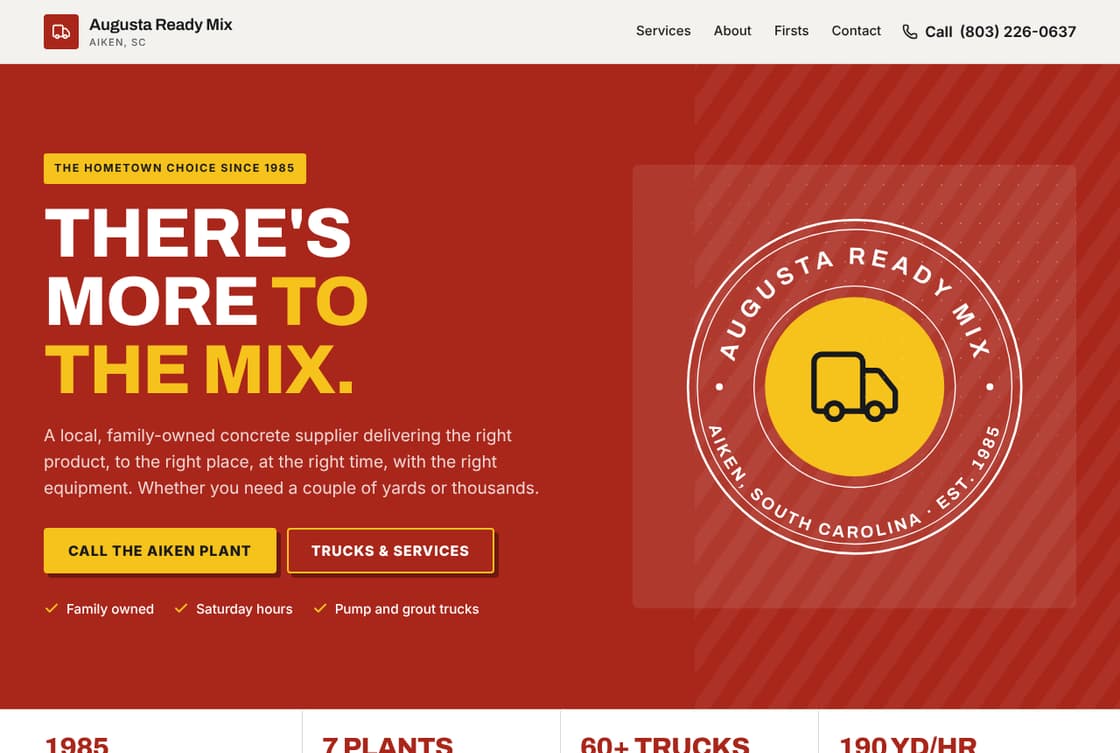 Augusta Ready Mix
AIKEN, SC
Services
About
Firsts
Contact
Call (803) 226-0637
THE HOMETOWN CHOICE SINCE 1985
THERE'S
MORE TO
THE MIX.
A local, family-owned concrete supplier delivering the right
product, to the right place, at the right time, with the right
equipment. Whether you need a couple of yards or thousands.
CALL THE AIKEN PLANT
TRUCKS & SERVICES
Family owned
Saturday hours
Pump and grout trucks
AUGUSTA READY MIX
AIKEN, SOUTH CAROLINA · EST. 1985
1985
7 PLANTS
60+ TRUCKS
190 YD/HR